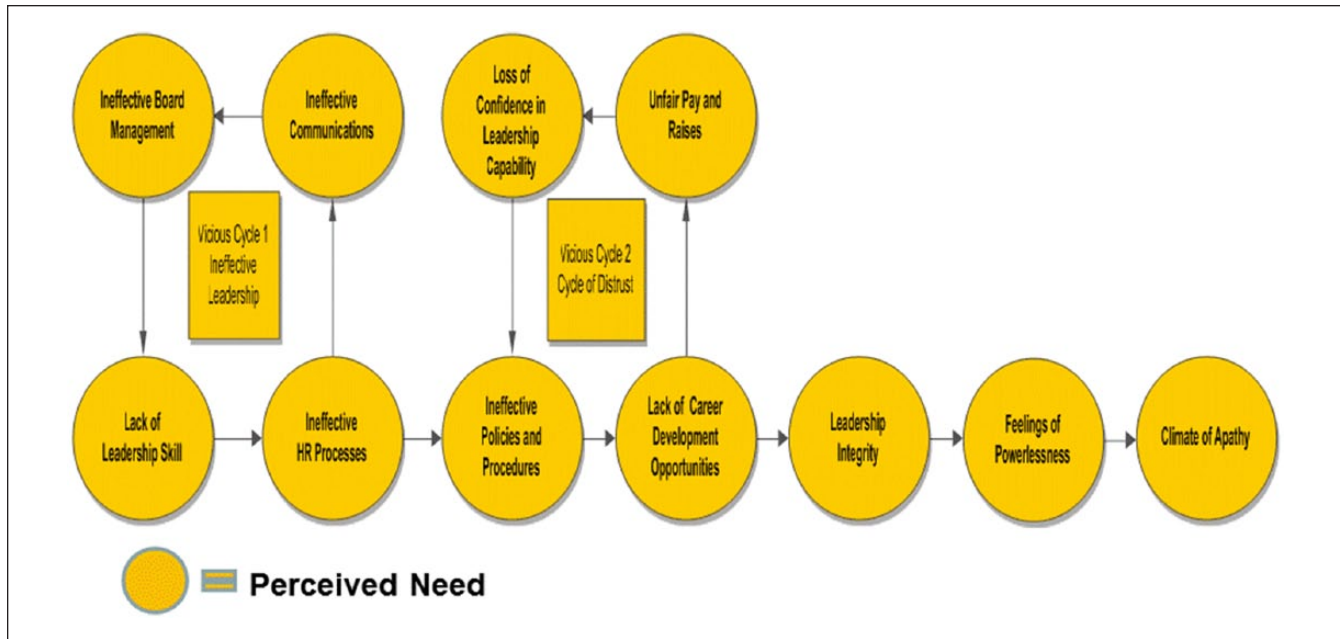 Ineffective Board
Management
Ineffective
Communications
Loss of
Confidence in
Leadership
Capability
Unfair Pay and
Raises
Vicious Cycle 1
Ineffective
Leadership
Vicious Cycle 2
Cycle of Distrust
Lack of
Leadership Skill
Ineffective
HR Processes
Ineffective
Policies and
Procedures
Lack of Career
Development
Opportunities
Leadership
Integrity
Feelings of
Powerlessness
Climate of Apathy
= Perceived Need